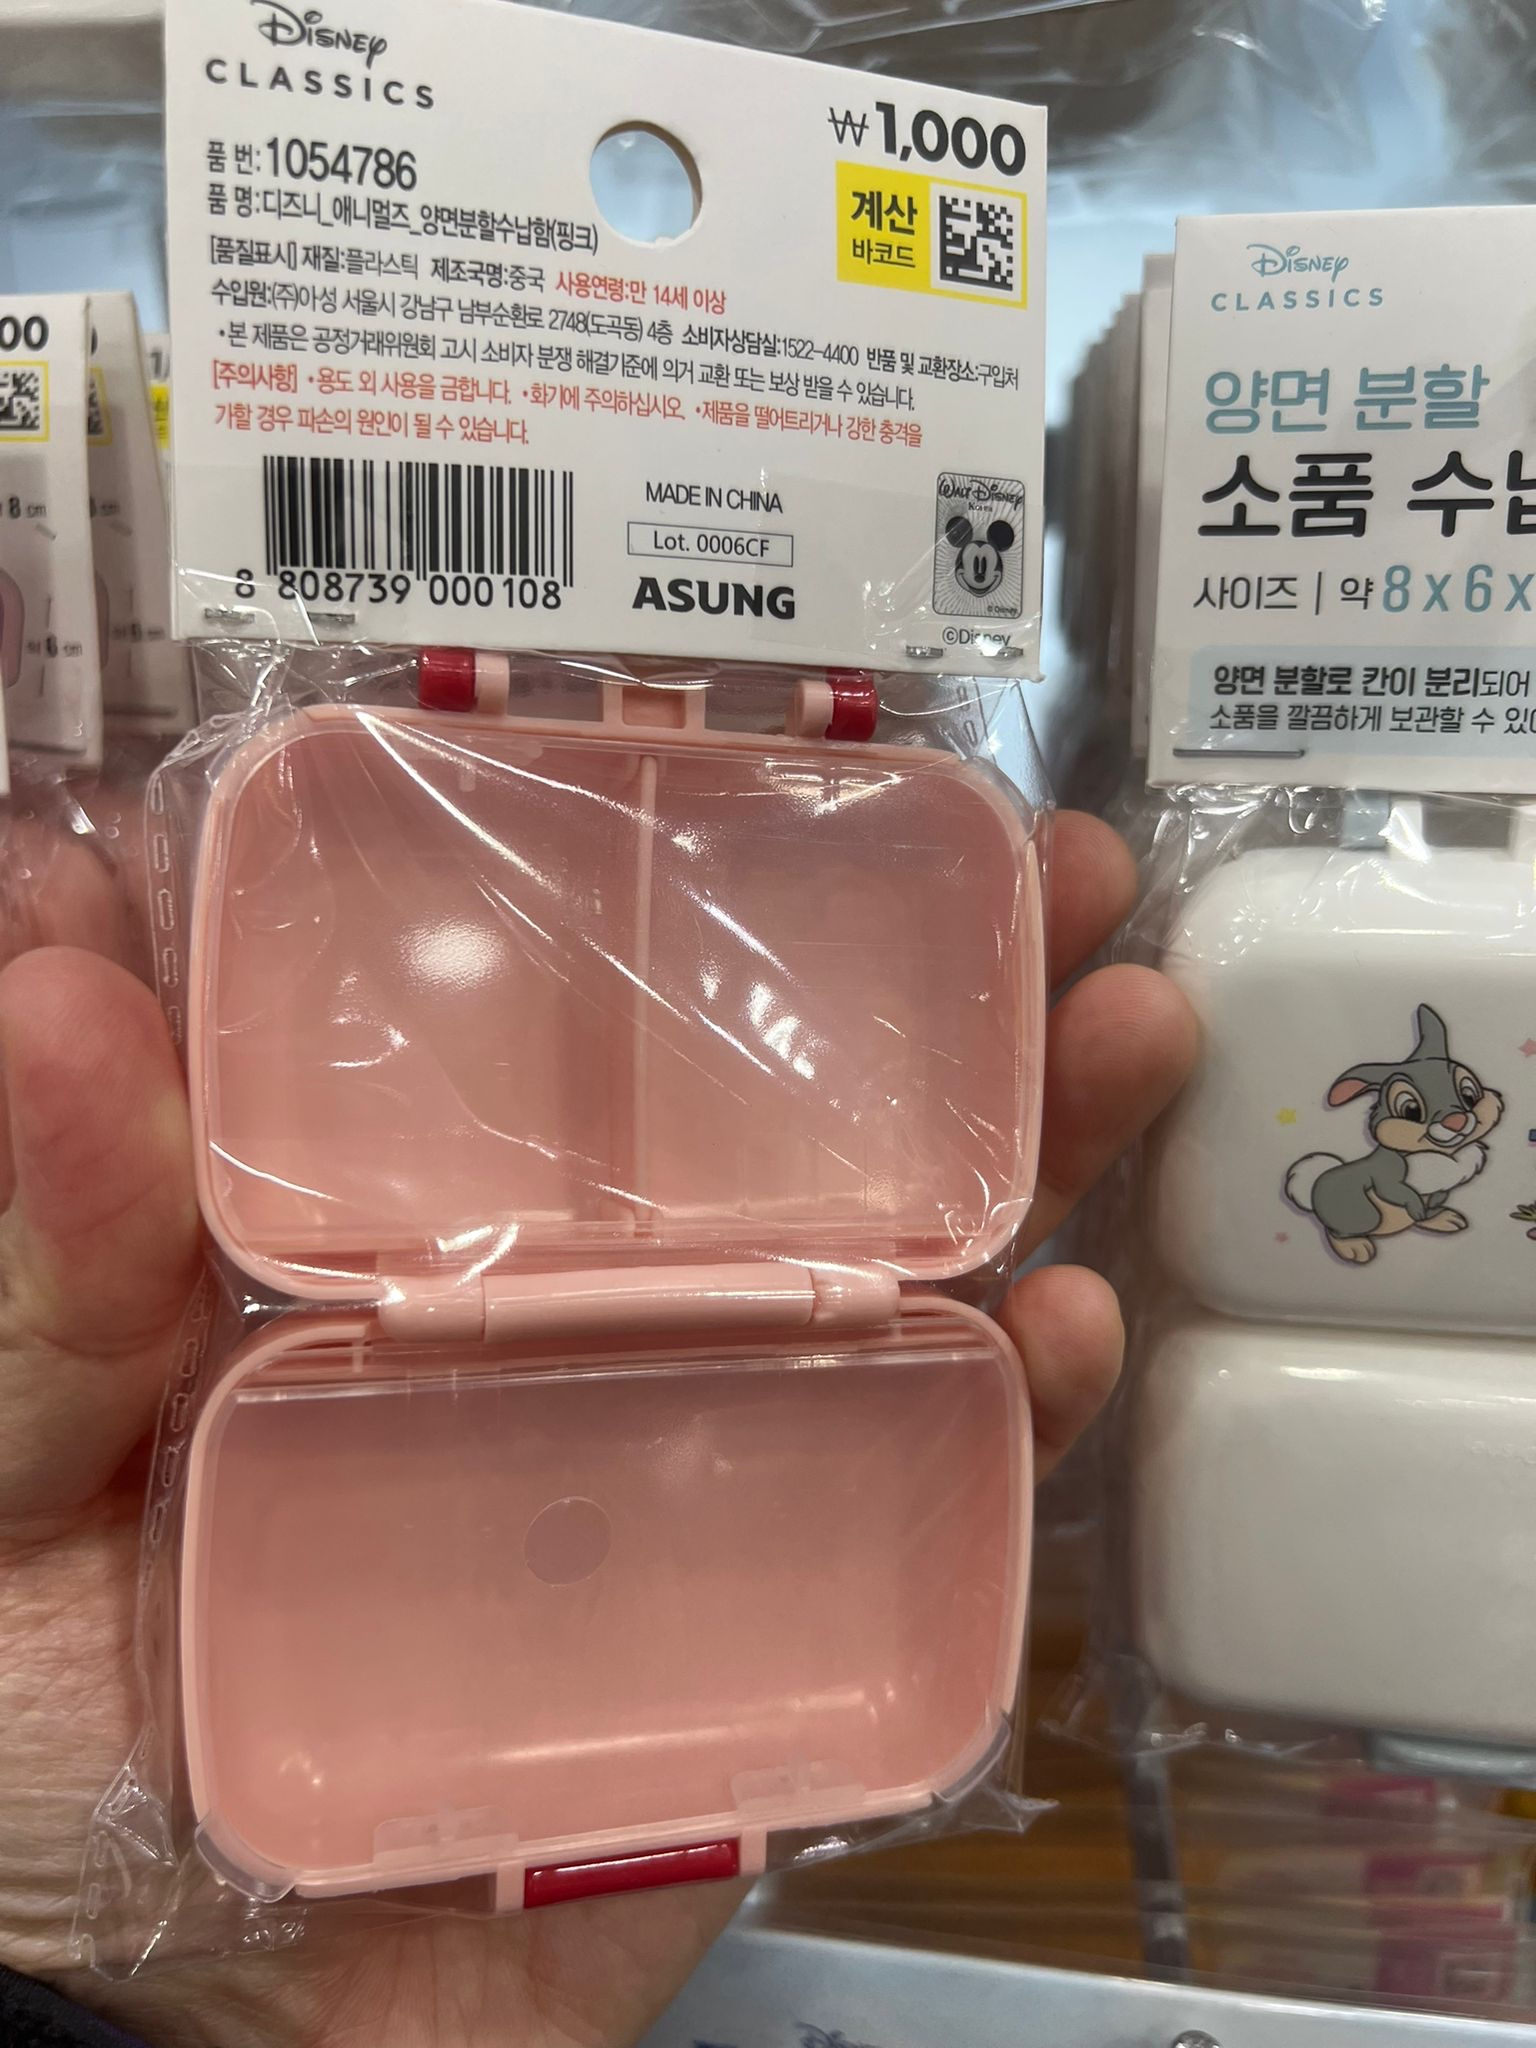 Disney
CLASSICS
₩1,000
품 번:1054786
품 명:디즈니_애니멀즈_양면분할수납함(핑크)
계산
바코드
[품질표시] 재질:플라스틱 제조국명:중국 사용연령:만 14세 이상
수입원:(주)아성 서울시 강남구 남부순환로 2748(도곡동) 4층 소비자상담실:1522-4400 반품 및 교환장소:구입처
•본 제품은 공정거래위원회 고시 소비자 분쟁 해결기준에 의거 교환 또는 보상 받을 수 있습니다.
[주의사항] •용도 외 사용을 금합니다. •화기에 주의하십시오. •제품을 떨어트리거나 강한 충격을
가할 경우 파손의 원인이 될 수 있습니다.
8 808739 000108
MADE IN CHINA
Lot. 0006CF
ASUNG
Walt Disney
Korea
© Disney
©Disney
Disney
CLASSICS
양면 분할
소품 수납
사이즈 | 약 8 x 6 x
양면 분할로 칸이 분리되어
소품을 깔끔하게 보관할 수 있
00
8 cm
8 cm